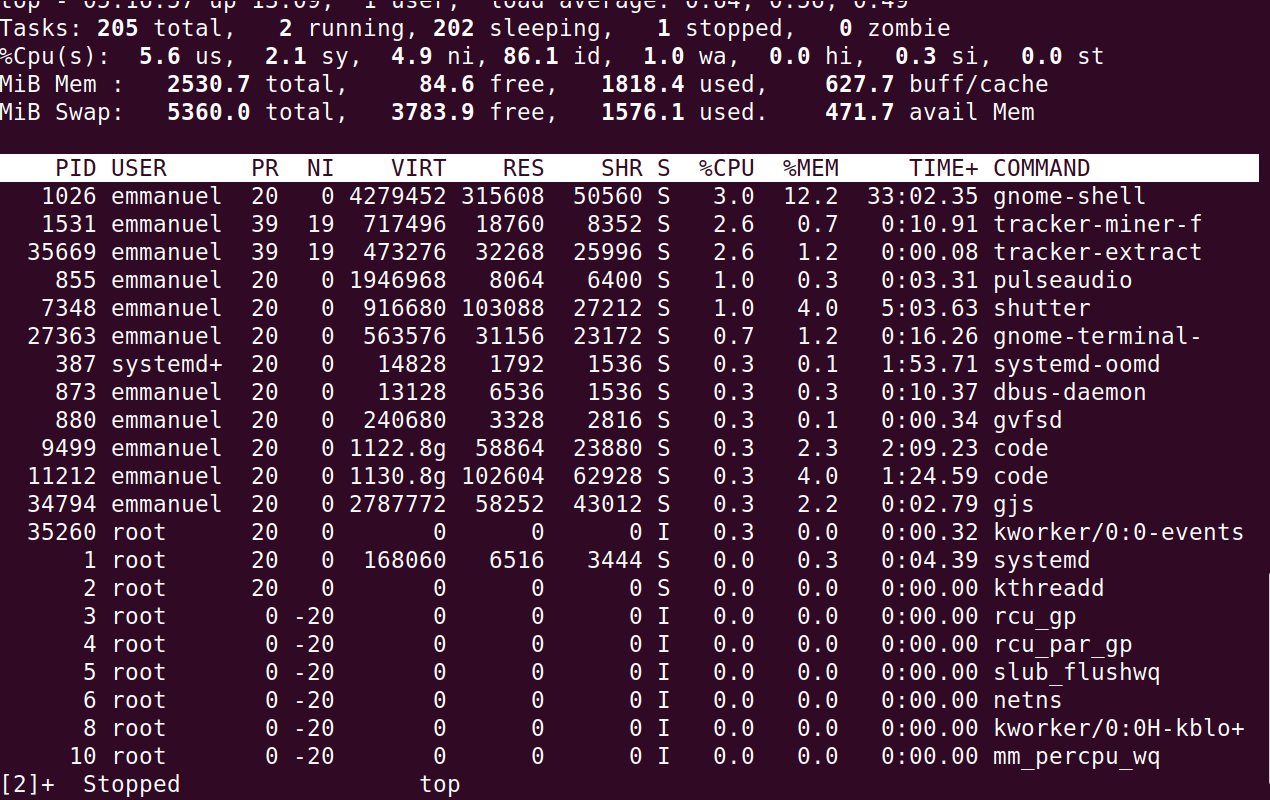 top - 03:16:37 up 13:09, 1 user, load average: 0.64, 0.56, 0.49
Tasks: 205 total, 2 running, 202 sleeping, 1 stopped, 0 zombie
%Cpu(s): 5.6 us, 2.1 sy, 4.9 ni, 86.1 id, 1.0 wa, 0.0 hi, 0.3 si, 0.0 st
MiB Mem : 2530.7 total, 84.6 free, 1818.4 used, 627.7 buff/cache
MiB Swap: 5360.0 total, 3783.9 free, 1576.1 used. 471.7 avail Mem
PID USER PR NI VIRT RES SHR S %CPU %MEM TIME+ COMMAND
1026 emmanuel 20 0 4279452 315608 50560 S 3.0 12.2 33:02.35 gnome-shell
1531 emmanuel 39 19 717496 18760 8352 S 2.6 0.7 0:10.91 tracker-miner-f
35669 emmanuel 39 19 473276 32268 25996 S 2.6 1.2 0:00.08 tracker-extract
855 emmanuel 20 0 1946968 8064 6400 S 1.0 0.3 0:03.31 pulseaudio
7348 emmanuel 20 0 916680 103088 27212 S 1.0 4.0 5:03.63 shutter
27363 emmanuel 20 0 563576 31156 23172 S 0.7 1.2 0:16.26 gnome-terminal-
387 systemd+ 20 0 14828 1792 1536 S 0.3 0.1 1:53.71 systemd-oomd
873 emmanuel 20 0 13128 6536 1536 S 0.3 0.3 0:10.37 dbus-daemon
880 emmanuel 20 0 240680 3328 2816 S 0.3 0.1 0:00.34 gvfsd
9499 emmanuel 20 0 1122.8g 58864 23880 S 0.3 2.3 2:09.23 code
11212 emmanuel 20 0 1130.8g 102604 62928 S 0.3 4.0 1:24.59 code
34794 emmanuel 20 0 2787772 58252 43012 S 0.3 2.2 0:02.79 gjs
35260 root 20 0 0 0 0 I 0.3 0.0 0:00.32 kworker/0:0-events
1 root 20 0 168060 6516 3444 S 0.0 0.3 0:04.39 systemd
2 root 20 0 0 0 0 S 0.0 0.0 0:00.00 kthreadd
3 root 0 -20 0 0 0 I 0.0 0.0 0:00.00 rcu_gp
4 root 0 -20 0 0 0 I 0.0 0.0 0:00.00 rcu_par_gp
5 root 0 -20 0 0 0 I 0.0 0.0 0:00.00 slub_flushwq
6 root 0 -20 0 0 0 I 0.0 0.0 0:00.00 netns
8 root 0 -20 0 0 0 I 0.0 0.0 0:00.00 kworker/0:0H-kblo+
10 root 0 -20 0 0 0 I 0.0 0.0 0:00.00 mm_percpu_wq
[2]+ Stopped top